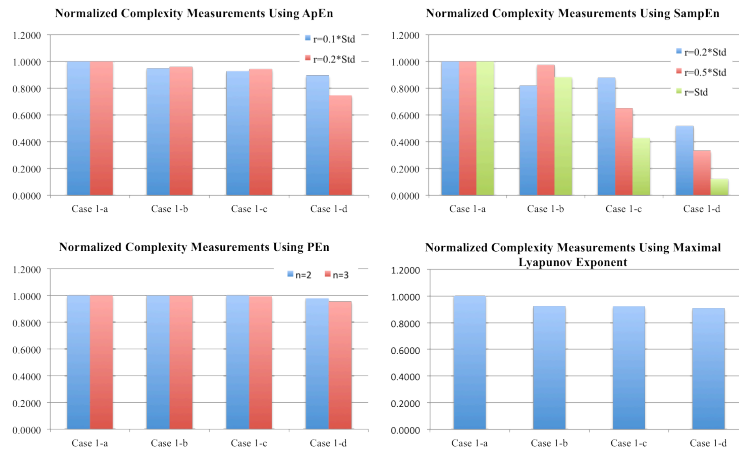 Normalized Complexity Measurements Using ApEn
r=0.1*Std
r=0.2*Std
1.2000
1.0000
0.8000
0.6000
0.4000
0.2000
0.0000
Case 1-a Case 1-b Case 1-c Case 1-d
Normalized Complexity Measurements Using SampEn
r=0.2*Std
r=0.5*Std
r=Std
1.2000
1.0000
0.8000
0.6000
0.4000
0.2000
0.0000
Case 1-a Case 1-b Case 1-c Case 1-d
Normalized Complexity Measurements Using PEn
n=2 n=3
1.2000
1.0000
0.8000
0.6000
0.4000
0.2000
0.0000
Case 1-a Case 1-b Case 1-c Case 1-d
Normalized Complexity Measurements Using Maximal
Lyapunov Exponent
1.2000
1.0000
0.8000
0.6000
0.4000
0.2000
0.0000
Case 1-a Case 1-b Case 1-c Case 1-d